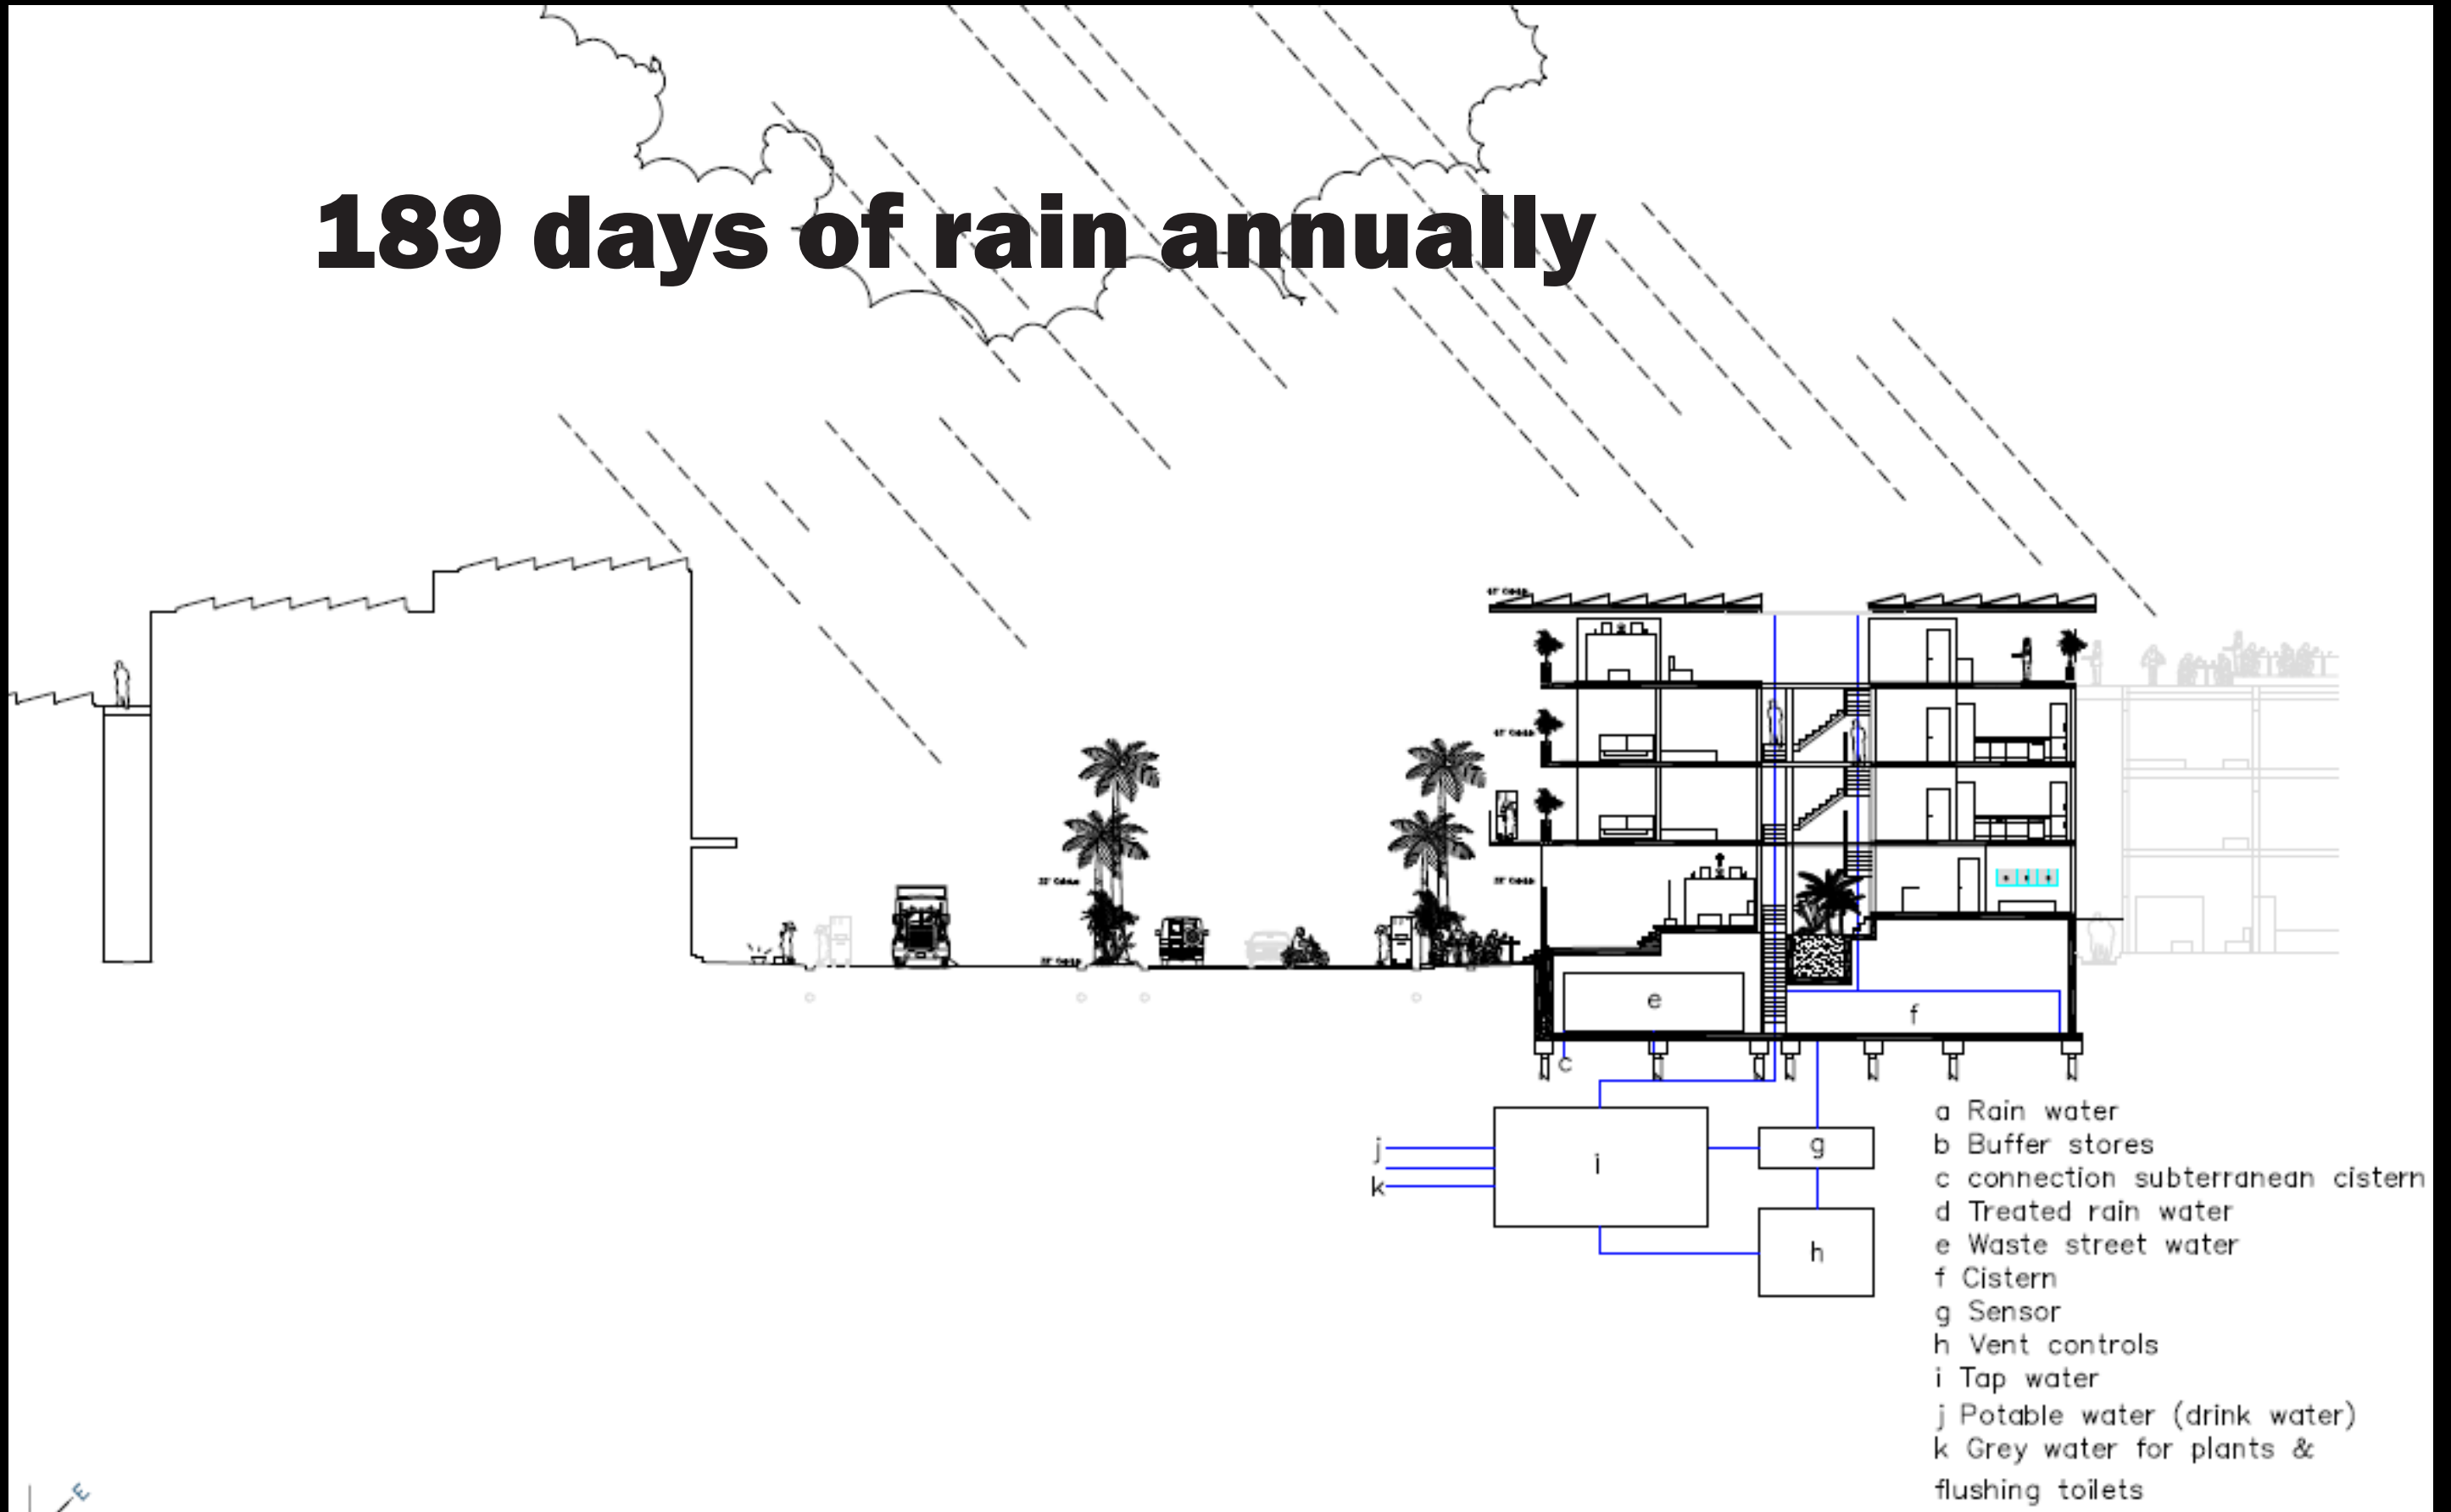 189 days of rain annually
e
f
c
j
i
g
k
h
a Rain water
b Buffer stores
c connection subterranean cistern
d Treated rain water
e Waste street water
f Cistern
g Sensor
h Vent controls
i Tap water
j Potable water (drink water)
k Grey water for plants &
flushing toilets
E